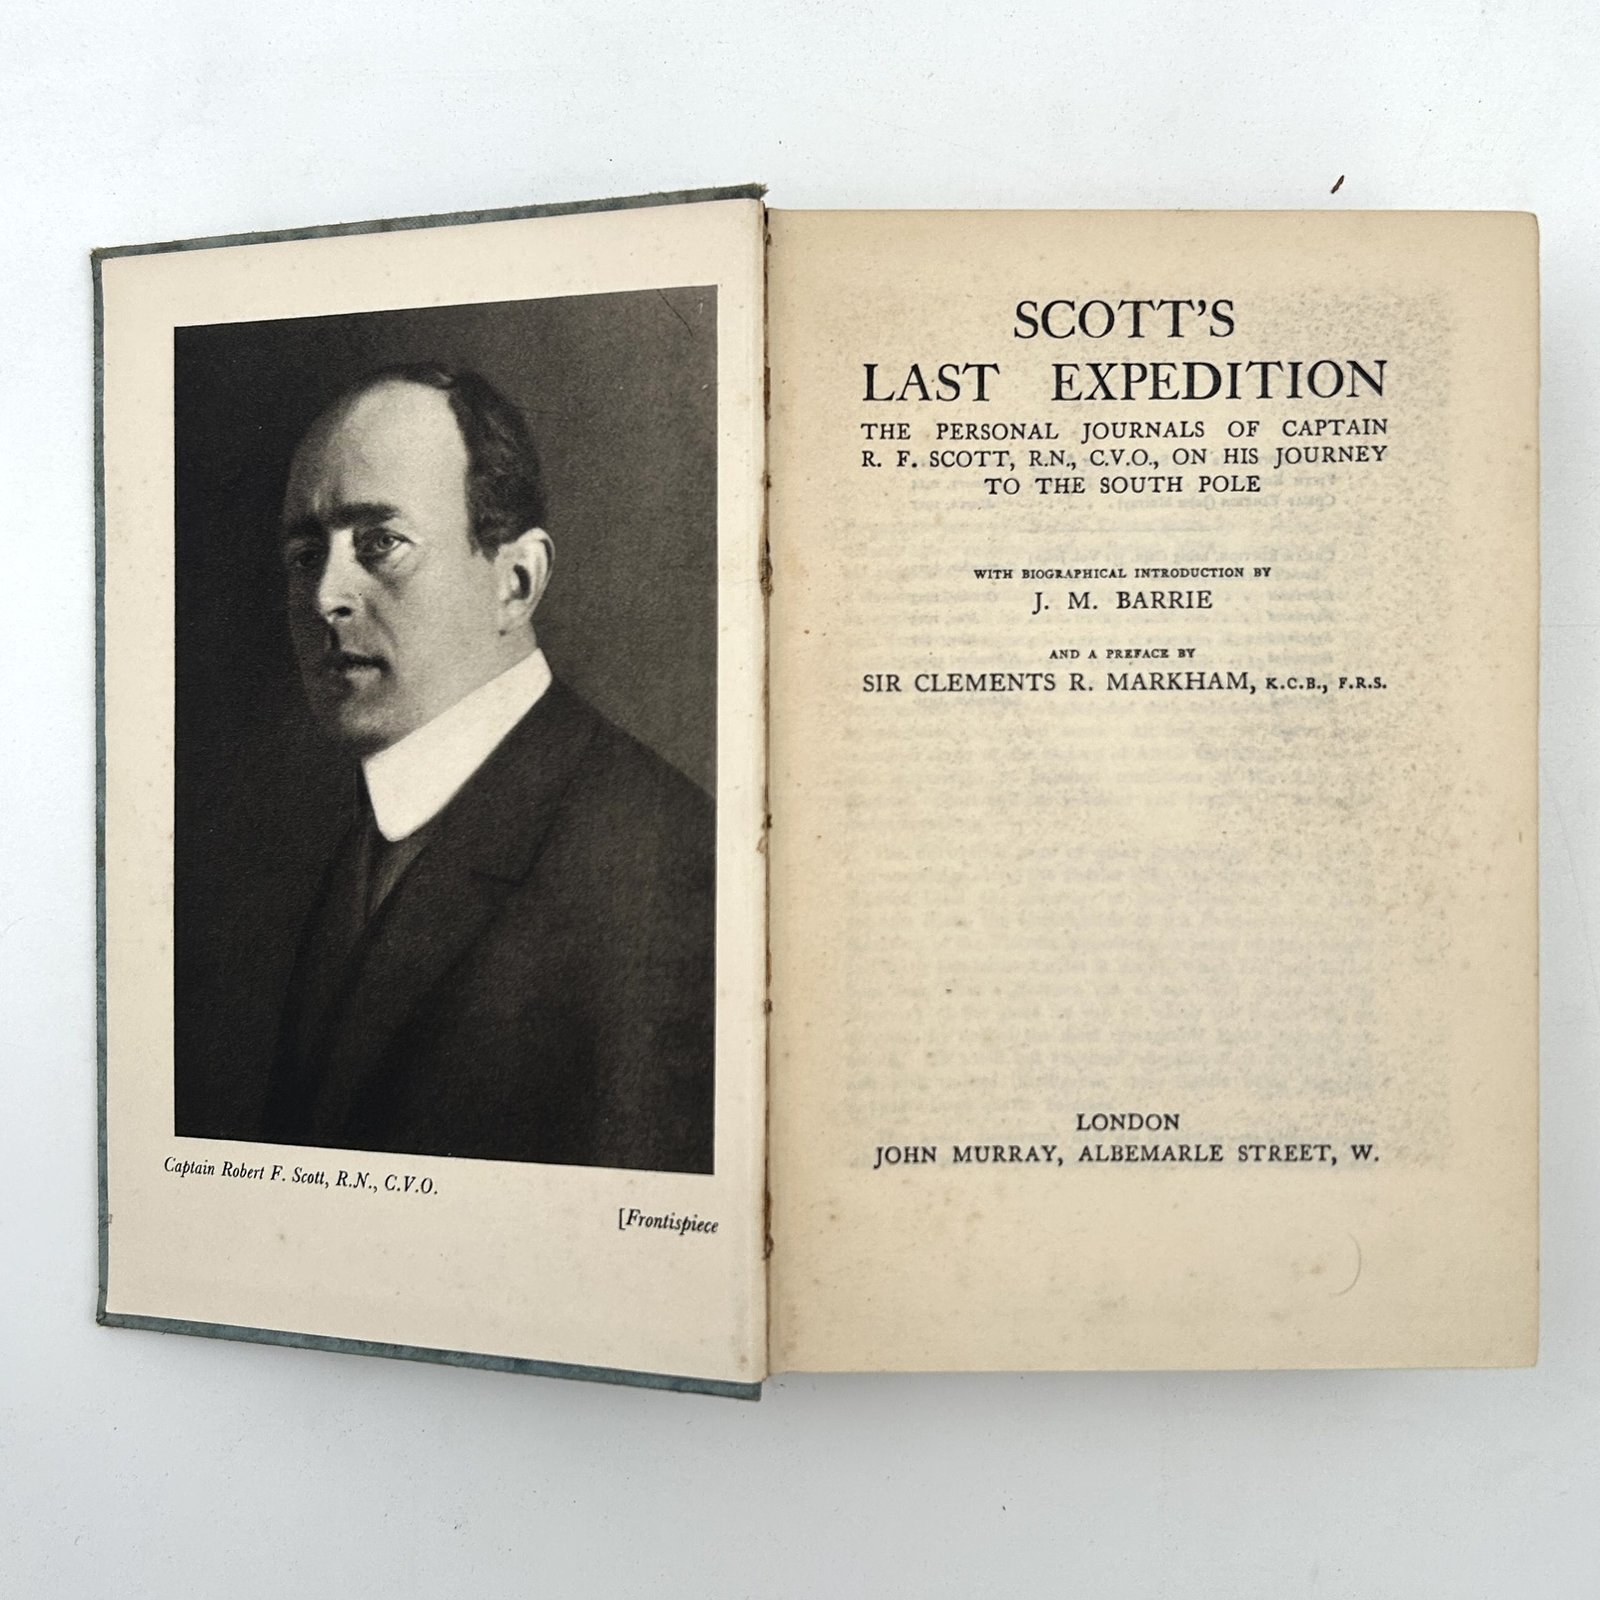 Captain Robert F. Scott, R.N., C.V.O.
[Frontispiece
SCOTT'S
LAST EXPEDITION
THE PERSONAL JOURNALS OF CAPTAIN
R. F. SCOTT, R.N., C.V.O., ON HIS JOURNEY
TO THE SOUTH POLE
WITH BIOGRAPHICAL INTRODUCTION BY
J. M. BARRIE
AND A PREFACE BY
SIR CLEMENTS R. MARKHAM, K.C.B., F.R.S.
LONDON
JOHN MURRAY, ALBEMARLE STREET, W.